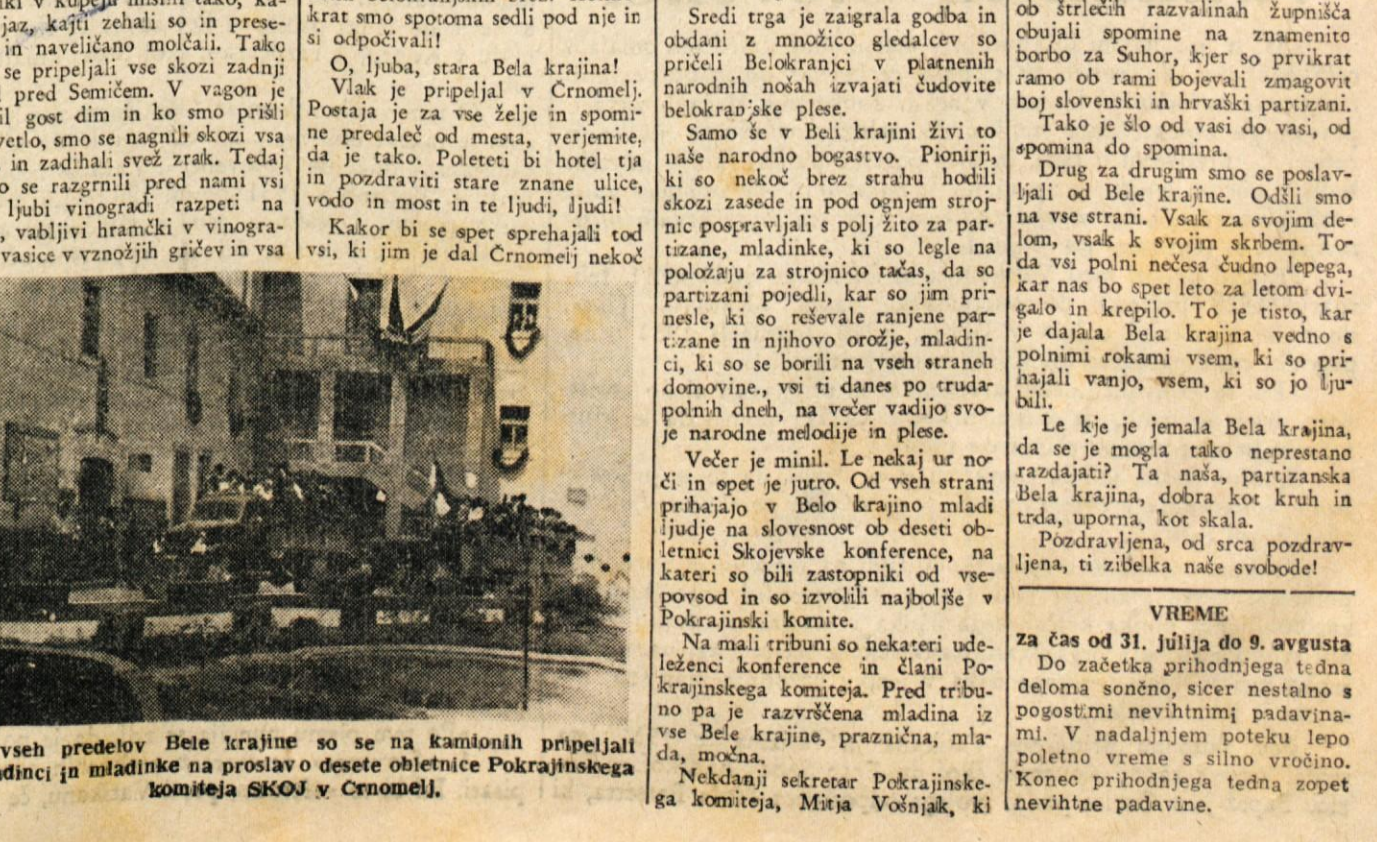 jaz, kajti zehali so in prese-
in naveličano molčali. Tako
se pripeljali vse skozi zadnji
pred Semičem. V vagon je
gost dim in ko smo prišli
smo se nagnili skozi vsa
in zadihali svež zrak. Tedaj
se razgrnili pred nami vsi
ljubi vinogradi razpeti na
vabljivi hramčki v vinogra-
vasice v vznožjih gričev in vsa
krat smo spotoma sedli pod nje in
si odpočivali!
O, ljuba, stara Bela krajina!
Vlak je pripeljal v Črnomelj.
Postaja je za vse želje in spomi-
ne predaleč od mesta, verjemite,
da je tako. Poleteti bi hotel tja
in pozdraviti stare znane ulice,
vodo in most in te ljudi, ljudi!
Kakor bi se spet sprehajali tod
vsi, ki jim je dal Črnomelj nekoč
vseh predelov Bele krajine so se na kamionih pripeljali
in mladinke na proslavo desete obletnice Pokrajinskega
komiteja SKOJ v Črnomelj.
Sredi trga je zaigrala godba in
obdani z množico gledalcev so
pričeli Belokranjci v platnenih
narodnih nošah izvajati čudovite
belokranjske plese.
Samo še v Beli krajini živi to
naše narodno bogastvo. Pionirji,
ki so nekoč brez strahu hodili
skozi zasede in pod ognjem stroj-
nic pospravljali s polj žito za par-
tizane, mladinke, ki so legle na
položaju za strojnico tačas, da so
partizani pojedli, kar so jim pri-
nesle, ki so reševale ranjene par-
tizane in njihovo orožje, mladin-
ci, ki so se borili na vseh straneh
domovine., vsi ti danes po truda-
polnih dneh, na večer vadijo svo-
je narodne melodije in plese.
Večer je minil. Le nekaj ur no-
či in spet je jutro. Od vseh strani
prihajajo v Belo krajino mladi
ljudje na slovesnost ob deseti ob-
letnici Skojevske konference, na
kateri so bili zastopniki od vse-
povsod in so izvolili najboljše v
Pokrajinski komite.
Na mali tribuni so nekateri ude-
leženci konference in člani Po-
krajinskega komiteja. Pred tribu-
no pa je razvrščena mladina iz
vse Bele krajine, praznična, mla-
da, močna.
Nekdanji sekretar Pokrajinske-
ga komiteja, Mitja Vošnjak, ki
ob štrlečih razvalinah župnišča
obujali spomine na znamenito
borbo za Suhor, kjer so prvikrat
ramo ob rami bojevali zmagovit
boj slovenski in hrvaški partizani.
Tako je šlo od vasi do vasi, od
spomina do spomina.
Drug za drugim smo se poslav-
ljali od Bele krajine. Odšli smo
na vse strani. Vsak za svojim de-
lom, vsak k svojim skrbem. To-
da vsi polni nečesa čudno lepega,
kar nas bo spet leto za letom dvi-
galo in krepilo. To je tisto, kar
je dajala Bela krajina vedno s
polnimi rokami vsem, ki so pri-
hajali vanjo, vsem, ki so jo lju-
bili.
Le kje je jemala Bela krajina,
da se je mogla tako neprestano
razdajati? Ta naša, partizanska
Bela krajina, dobra kot kruh in
trda, uporna, kot skala.
Pozdravljena, od srca pozdrav-
ljena, ti zibelka naše svobode!
VREME
za čas od 31. julija do 9. avgusta
Do začetka prihodnjega tedna
deloma sončno, sicer nestalno s
pogostimi nevihtnimi padavina-
mi. V nadaljnjem poteku lepo
poletno vreme s silno vročino.
Konec prihodnjega tedna zopet
nevihtne padavine.